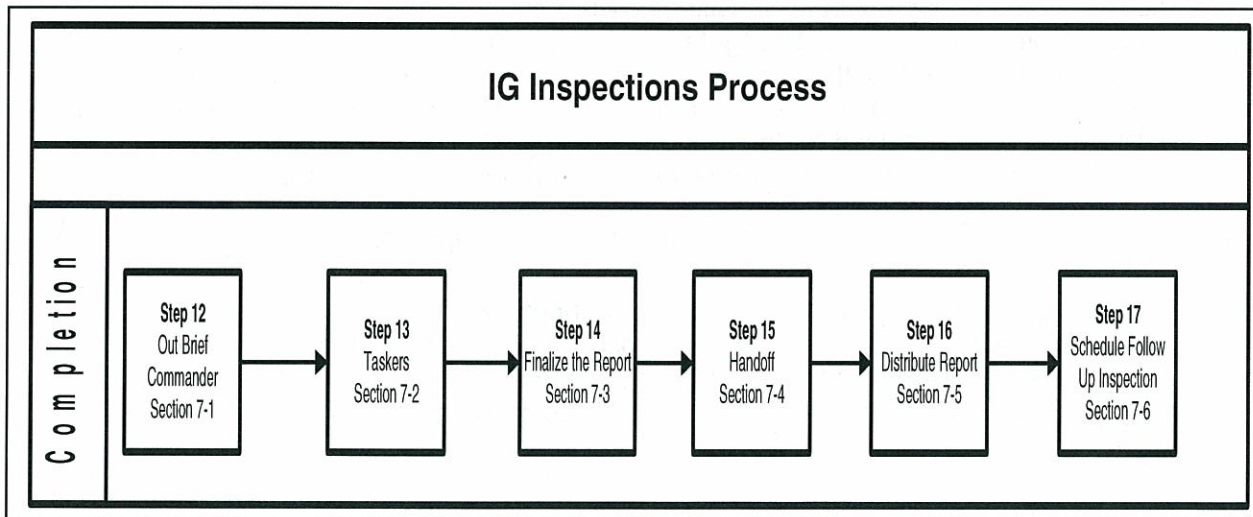 IG Inspections Process
Completion
Step 12
Out Brief
Commander
Section 7-1
Step 13
Taskers
Section 7-2
Step 14
Finalize the Report
Section 7-3
Step 15
Handoff
Section 7-4
Step 16
Distribute Report
Section 7-5
Step 17
Schedule Follow
Up Inspection
Section 7-6